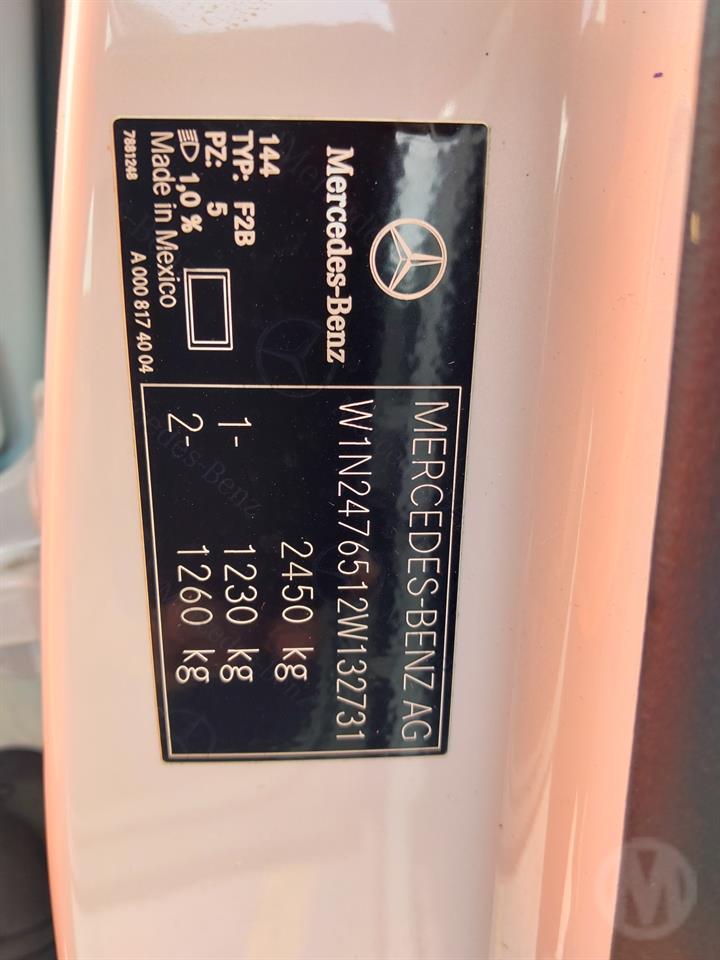 Mercedes-Benz
144
TYP: F2B
PZ: 5
1,0 %
Made in Mexico
7881248
A 000 817 40 04
MERCEDES-BENZ AG
W1N2476512W132731
2450 kg
1- 1230 kg
2- 1260 kg